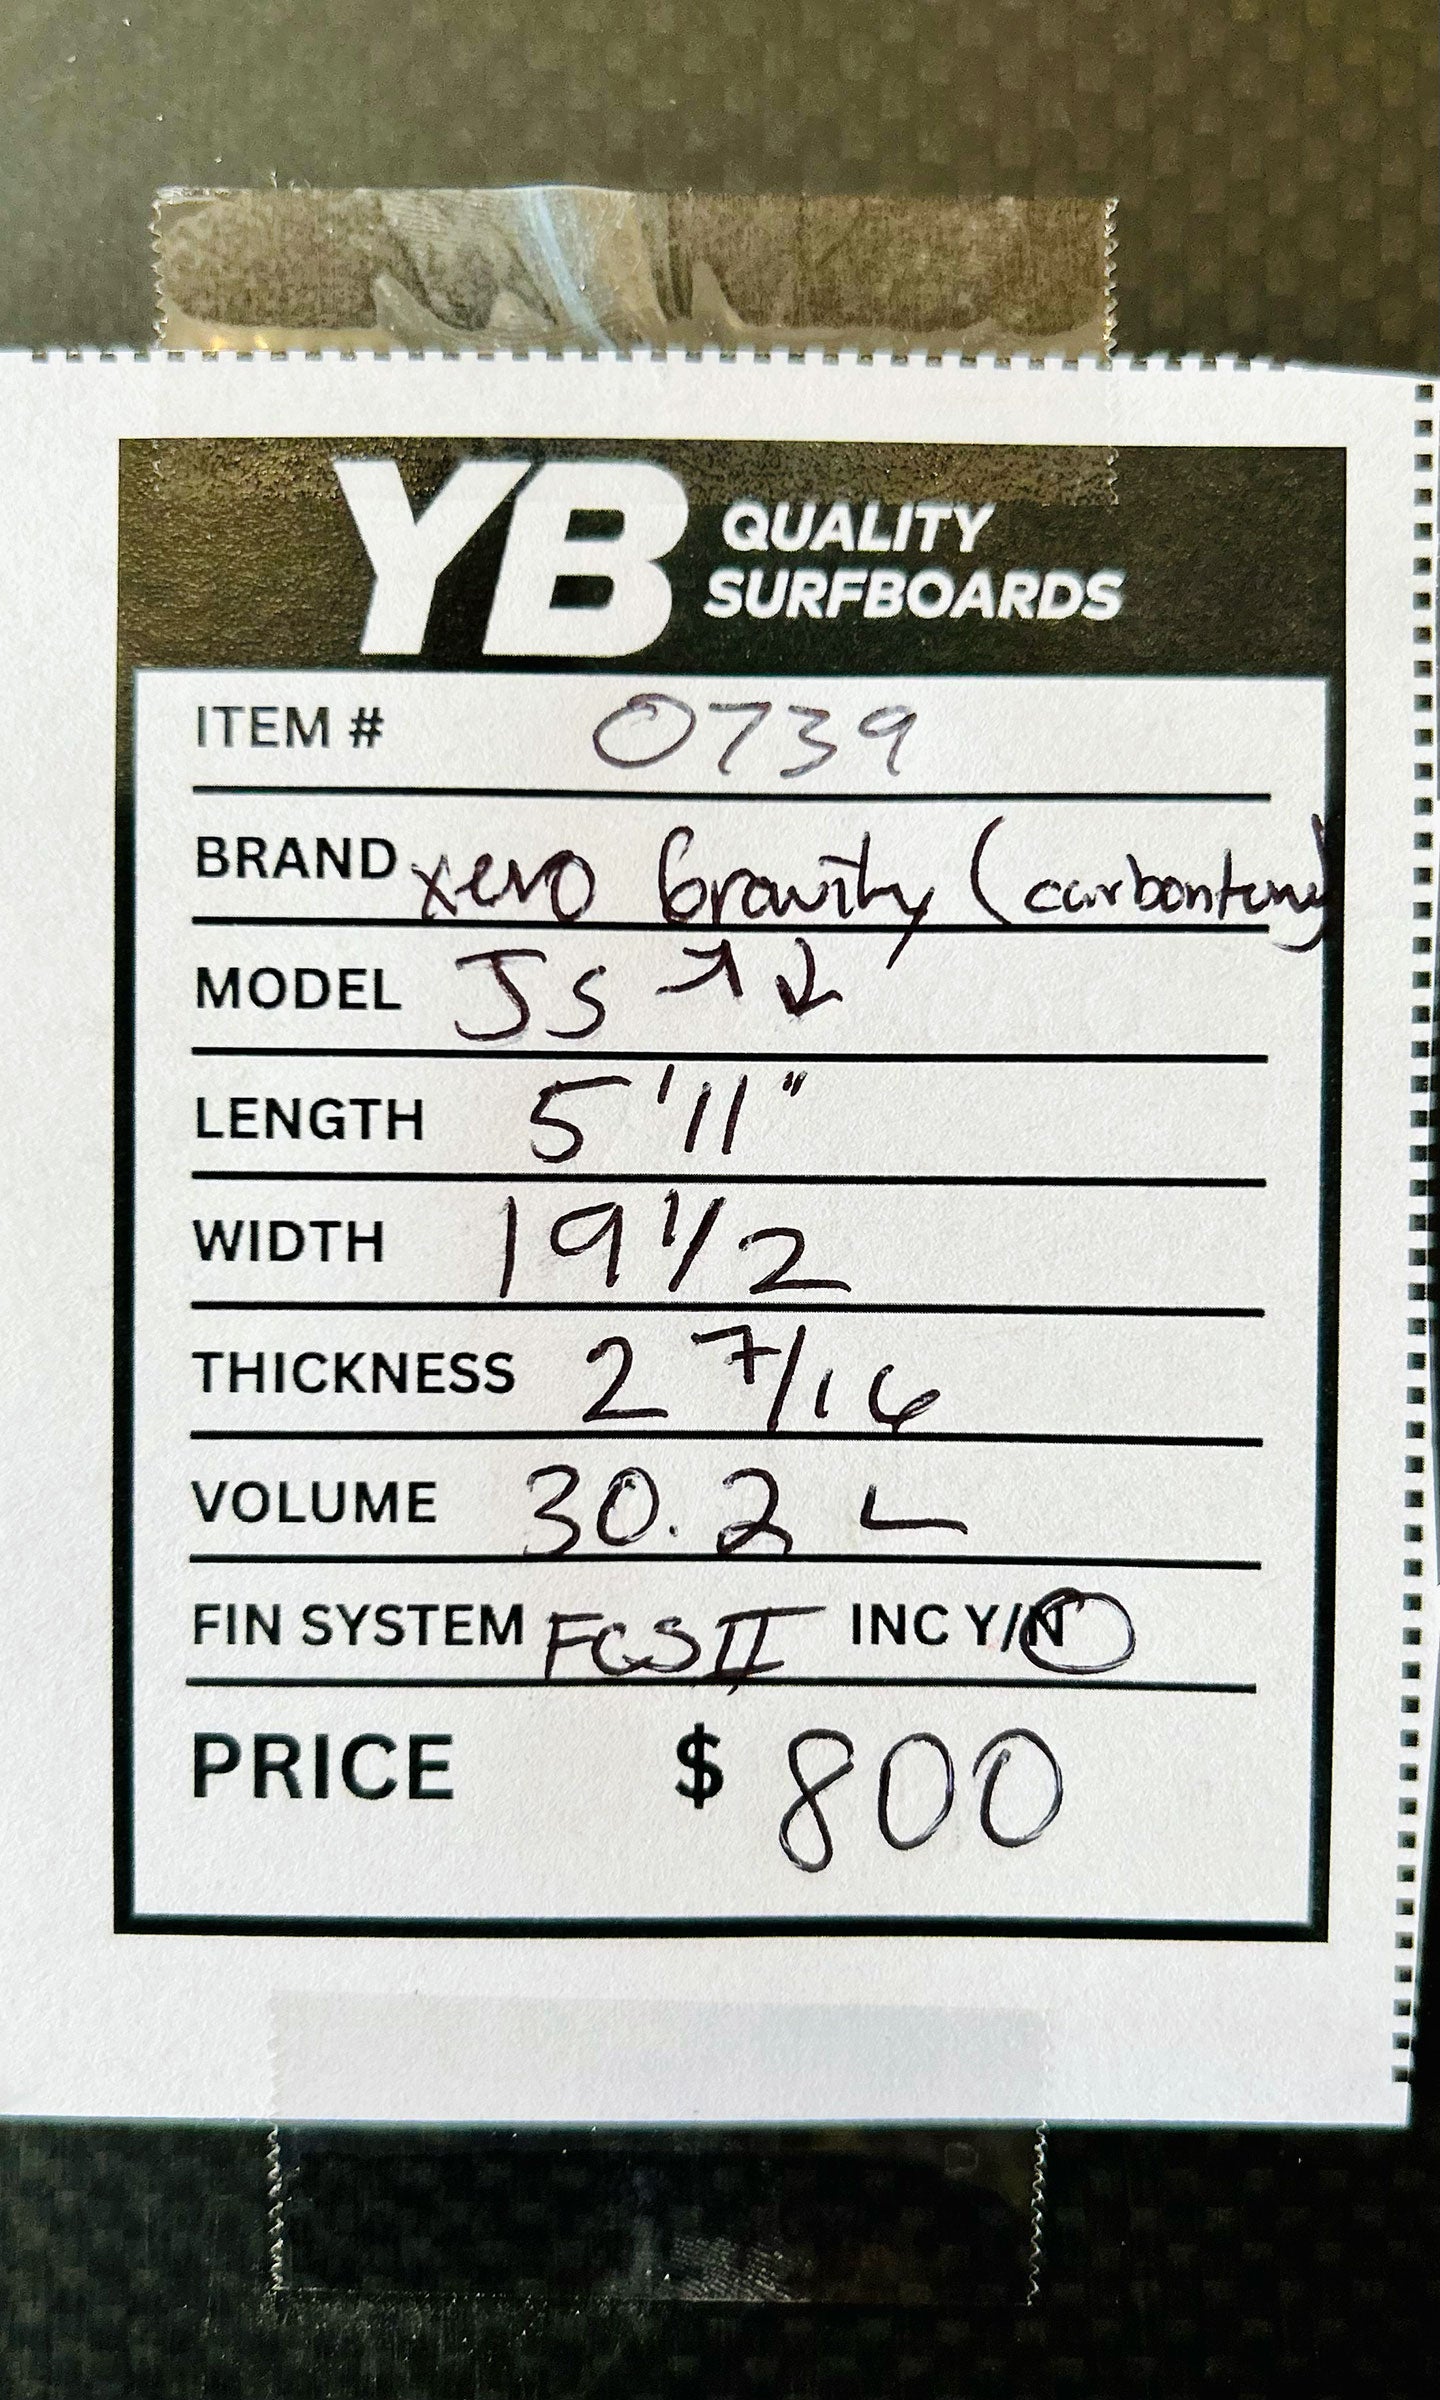 YB QUALITY
SURFBOARDS
ITEM # 0739
BRAND Xero Gravity (carbontune)
MODEL JS
LENGTH 5'11"
WIDTH 19 1/2
THICKNESS 2 7/16
VOLUME 30.2 L
FIN SYSTEM FCS II INC Y/N
PRICE $ 800